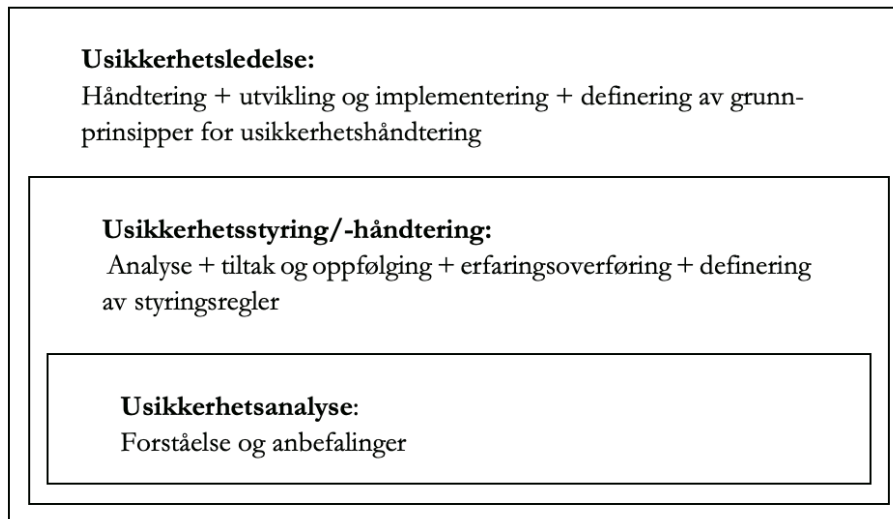 Usikkerhetsledelse:
Håndtering + utvikling og implementering + definering av grunn-
prinsipper for usikkerhetshåndtering
Usikkerhetsstyring/-håndtering:
Analyse + tiltak og oppfølging + erfaringsoverføring + definering
av styringsregler
Usikkerhetsanalyse:
Forståelse og anbefalinger